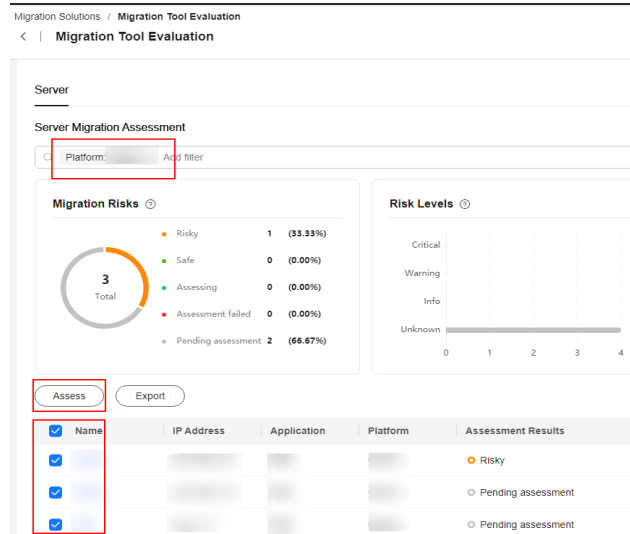 Migration Solutions / Migration Tool Evaluation
< | Migration Tool Evaluation
Server
Server Migration Assessment
Platform: Add filter
Migration Risks ?
Risky 1 (33.33%)
Safe 0 (0.00%)
Assessing 0 (0.00%)
Assessment failed 0 (0.00%)
Pending assessment 2 (66.67%)
3
Total
Risk Levels ?
Critical
Warning
Info
Unknown
0 1 2 3 4
Assess Export
Name IP Address Application Platform Assessment Results
Risky
Pending assessment
Pending assessment